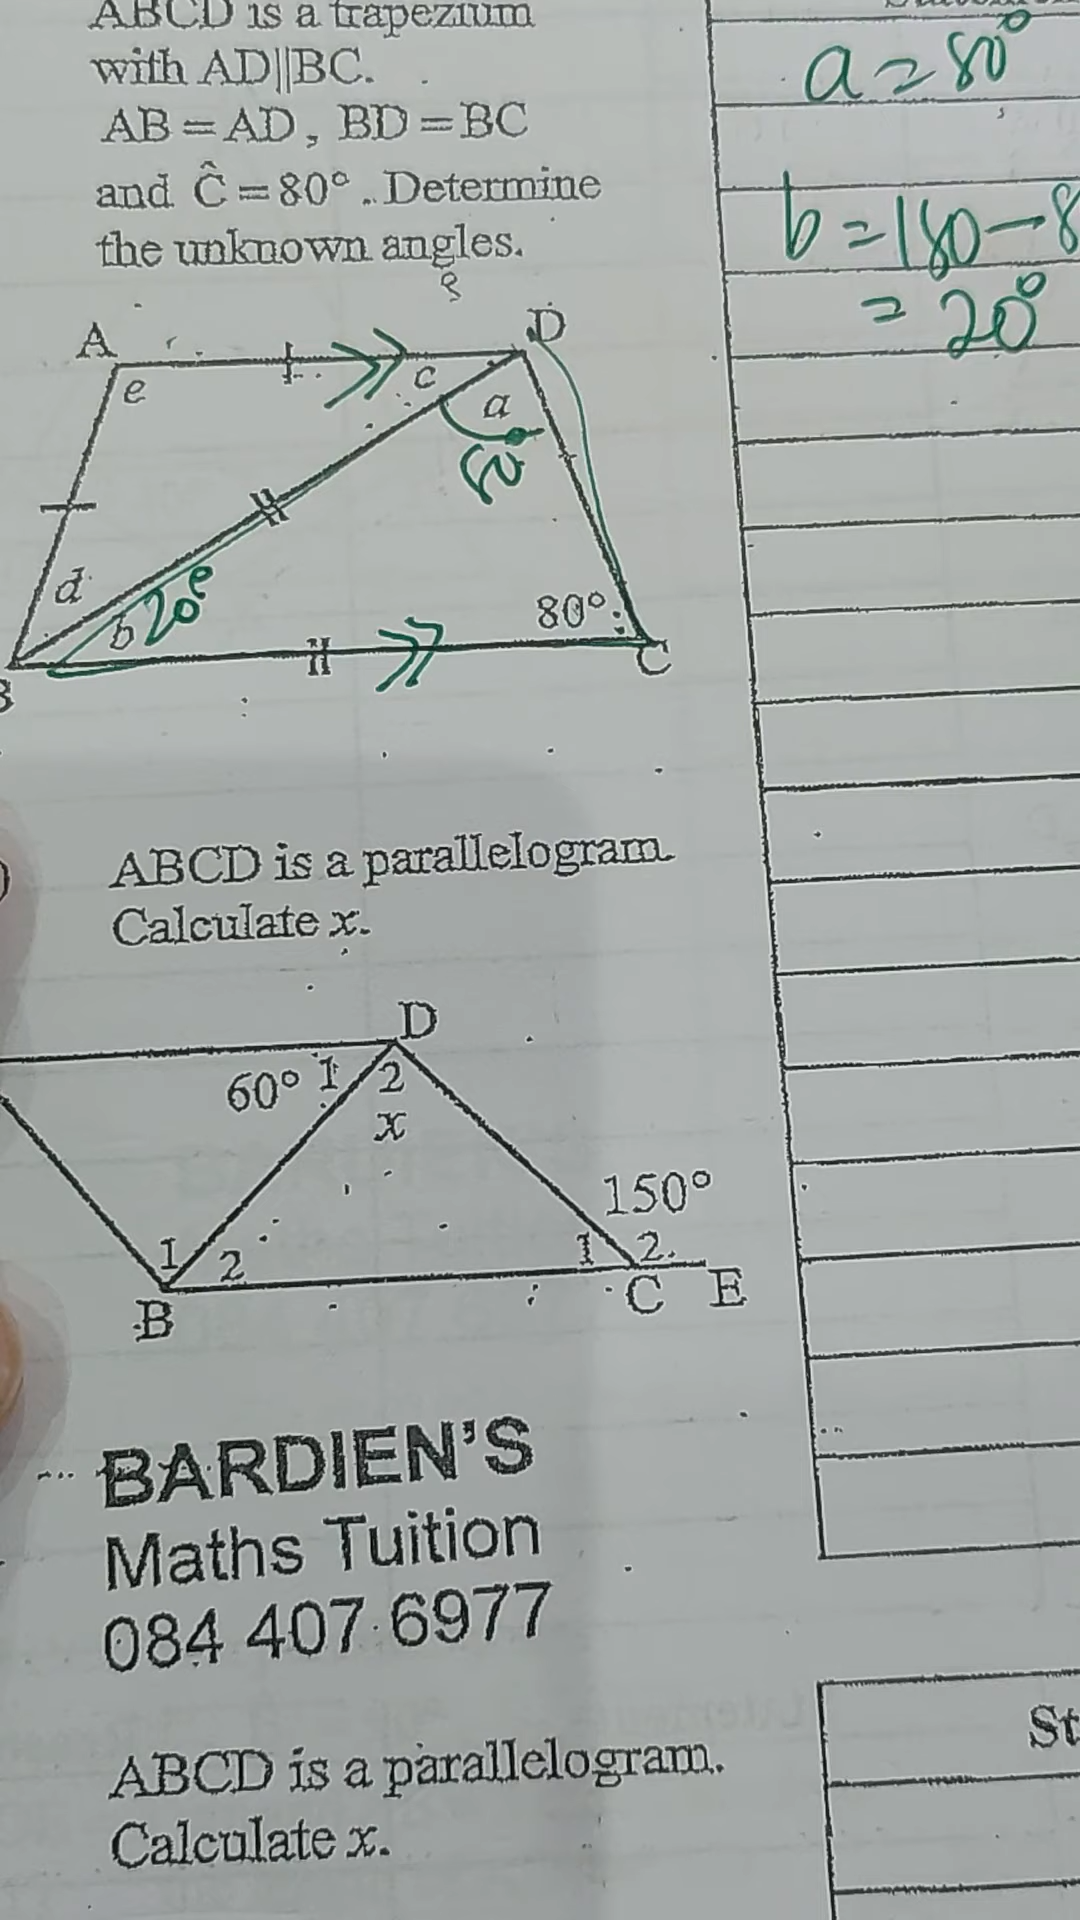 ABCD is a trapezium
with AD||BC.
AB = AD, BD = BC
and Ĉ = 80°. Determine
the unknown angles.
A
D
e
c
a
80
d
b
20°
80°
B
C
a = 80°
b = 180 - 8
= 20°
)
ABCD is a parallelogram.
Calculate x.
D
60° 1
2
x
150°
1
2
1
2.
B
C
E
BARDIEN'S
Maths Tuition
084 407 6977
ABCD is a parallelogram.
Calculate x.
St